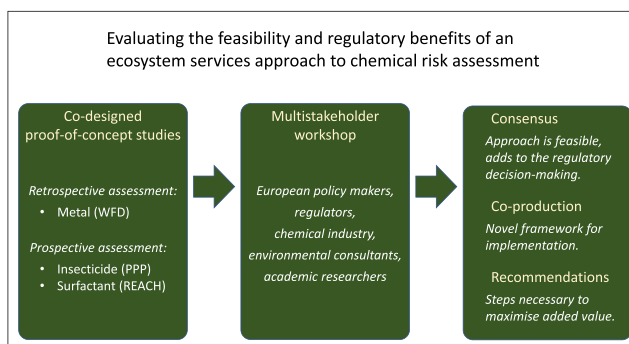 Evaluating the feasibility and regulatory benefits of an
ecosystem services approach to chemical risk assessment
Co-designed
proof-of-concept studies
Retrospective assessment:
• Metal (WFD)
Prospective assessment:
• Insecticide (PPP)
• Surfactant (REACH)
Multistakeholder
workshop
European policy makers,
regulators,
chemical industry,
environmental consultants,
academic researchers
Consensus
Approach is feasible,
adds to the regulatory
decision-making.
Co-production
Novel framework for
implementation.
Recommendations
Steps necessary to
maximise added value.